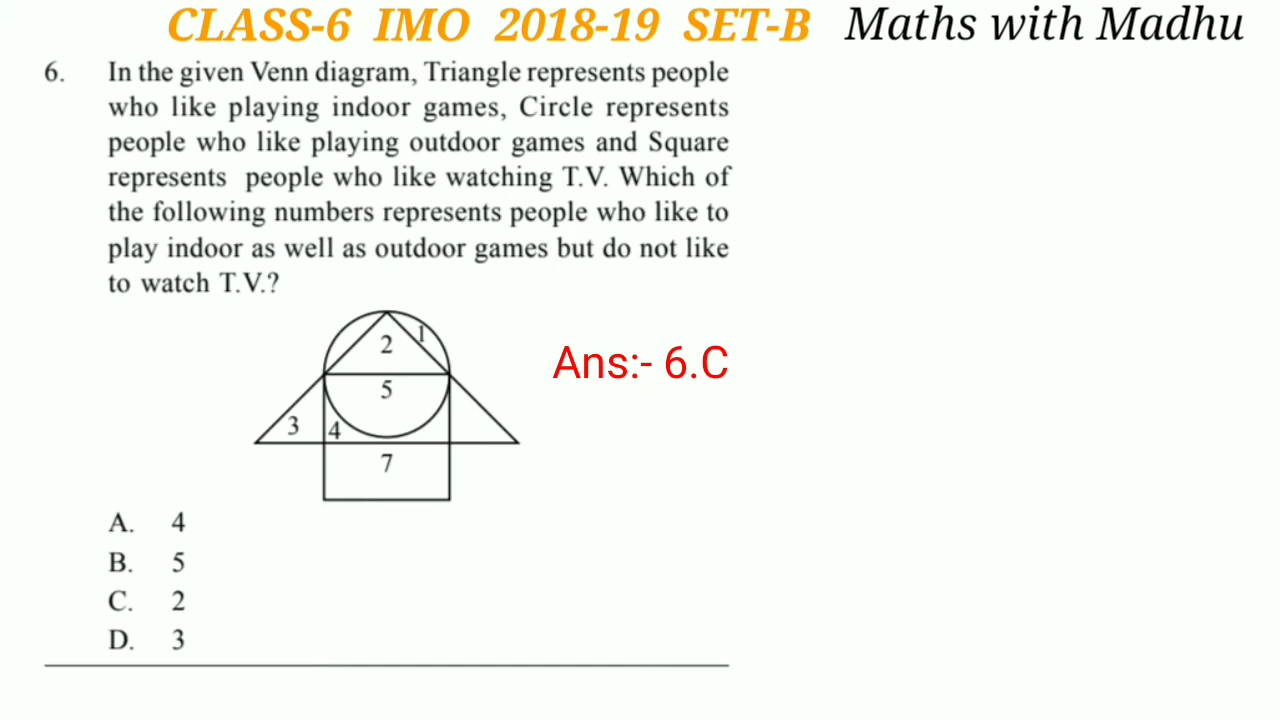 CLASS-6 IMO 2018-19 SET-B Maths with Madhu
6. In the given Venn diagram, Triangle represents people
who like playing indoor games, Circle represents
people who like playing outdoor games and Square
represents people who like watching T.V. Which of
the following numbers represents people who like to
play indoor as well as outdoor games but do not like
to watch T.V.?
2 1
5
3 4
7
Ans:- 6.C
A. 4
B. 5
C. 2
D. 3